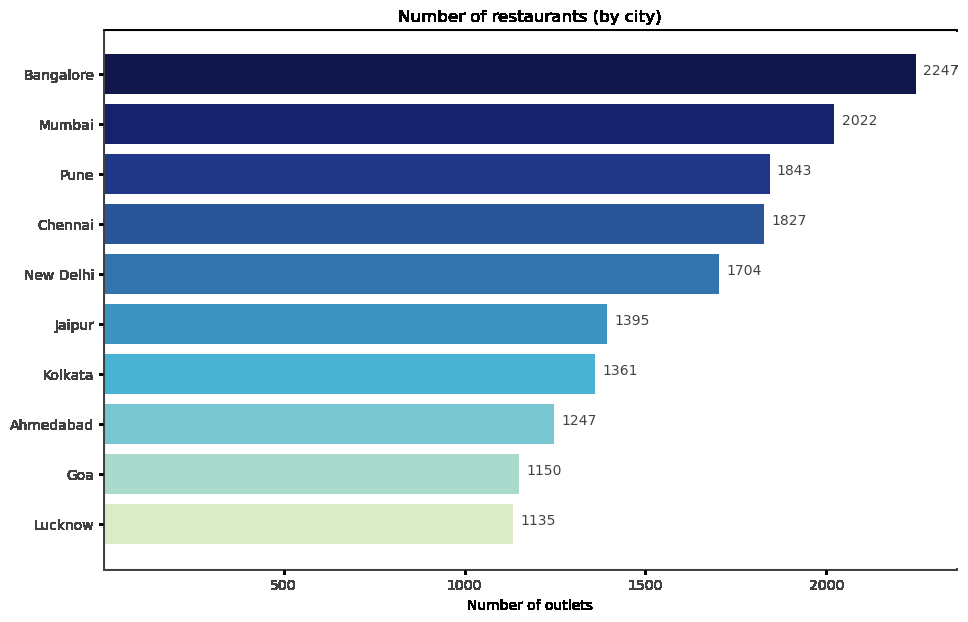 Number of restaurants (by city)
Bangalore 2247
Mumbai 2022
Pune 1843
Chennai 1827
New Delhi 1704
Jaipur 1395
Kolkata 1361
Ahmedabad 1247
Goa 1150
Lucknow 1135
500 1000 1500 2000
Number of outlets